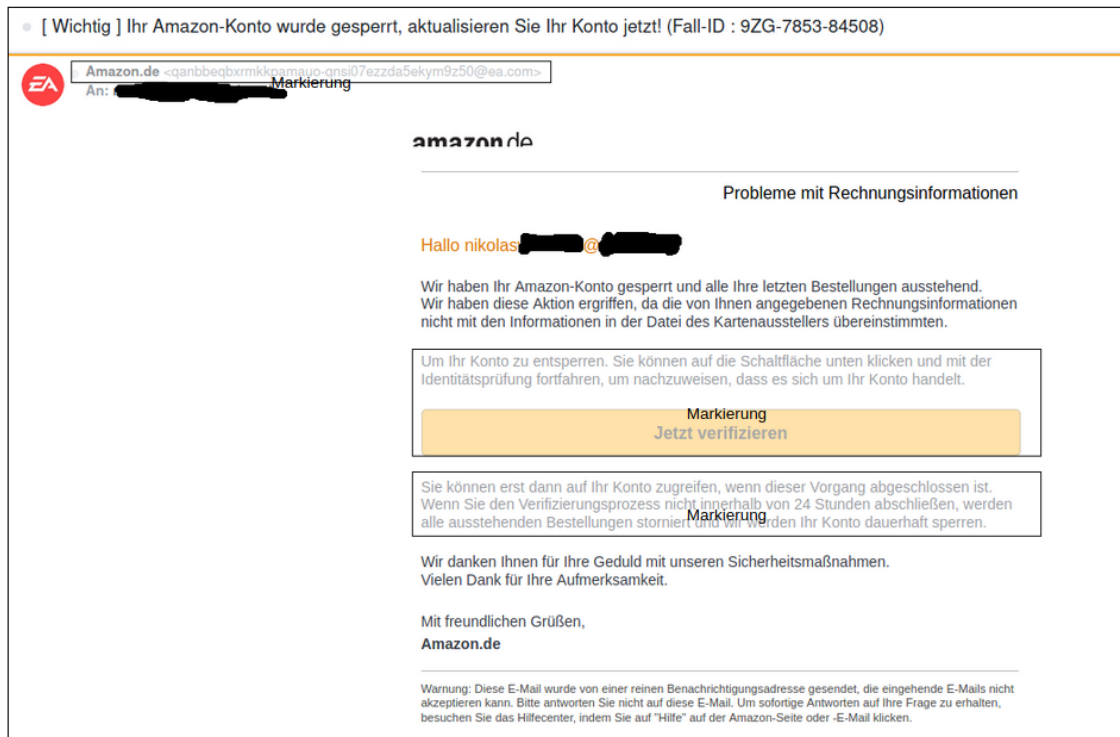 [ Wichtig ] Ihr Amazon-Konto wurde gesperrt, aktualisieren Sie Ihr Konto jetzt! (Fall-ID : 9ZG-7853-84508)
EA
Amazon.de <qanbbeqbxrmkkpamauo-qnsi07ezzda5ekym9z50@ea.com>
Markierung
An:
amazon.de
Probleme mit Rechnungsinformationen
Hallo nikolas @
Wir haben Ihr Amazon-Konto gesperrt und alle Ihre letzten Bestellungen ausstehend.
Wir haben diese Aktion ergriffen, da die von Ihnen angegebenen Rechnungsinformationen
nicht mit den Informationen in der Datei des Kartenausstellers übereinstimmten.
Um Ihr Konto zu entsperren. Sie können auf die Schaltfläche unten klicken und mit der
Identitätsprüfung fortfahren, um nachzuweisen, dass es sich um Ihr Konto handelt.
Markierung
Jetzt verifizieren
Sie können erst dann auf Ihr Konto zugreifen, wenn dieser Vorgang abgeschlossen ist.
Wenn Sie den Verifizierungsprozess nicht innerhalb von 24 Stunden abschließen, werden
Markierung
alle ausstehenden Bestellungen storniert und wir werden Ihr Konto dauerhaft sperren.
Wir danken Ihnen für Ihre Geduld mit unseren Sicherheitsmaßnahmen.
Vielen Dank für Ihre Aufmerksamkeit.
Mit freundlichen Grüßen,
Amazon.de
Warnung: Diese E-Mail wurde von einer reinen Benachrichtigungsadresse gesendet, die eingehende E-Mails nicht
akzeptieren kann. Bitte antworten Sie nicht auf diese E-Mail. Um sofortige Antworten auf Ihre Frage zu erhalten,
besuchen Sie das Hilfecenter, indem Sie auf "Hilfe" auf der Amazon-Seite oder -E-Mail klicken.